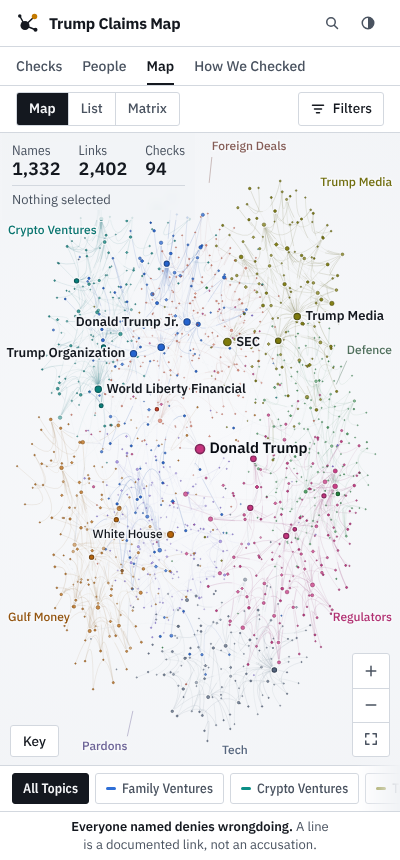 Trump Claims Map
Checks People Map How We Checked
Map List Matrix Filters
Names Links Checks
1,332 2,402 94
Nothing selected
Foreign Deals
Trump Media
Crypto Ventures
Donald Trump Jr.
Trump Media
SEC
Trump Organization
Defence
World Liberty Financial
Donald Trump
White House
Gulf Money
Regulators
Key
Pardons
Tech
All Topics Family Ventures Crypto Ventures
Everyone named denies wrongdoing. A line
is a documented link, not an accusation.